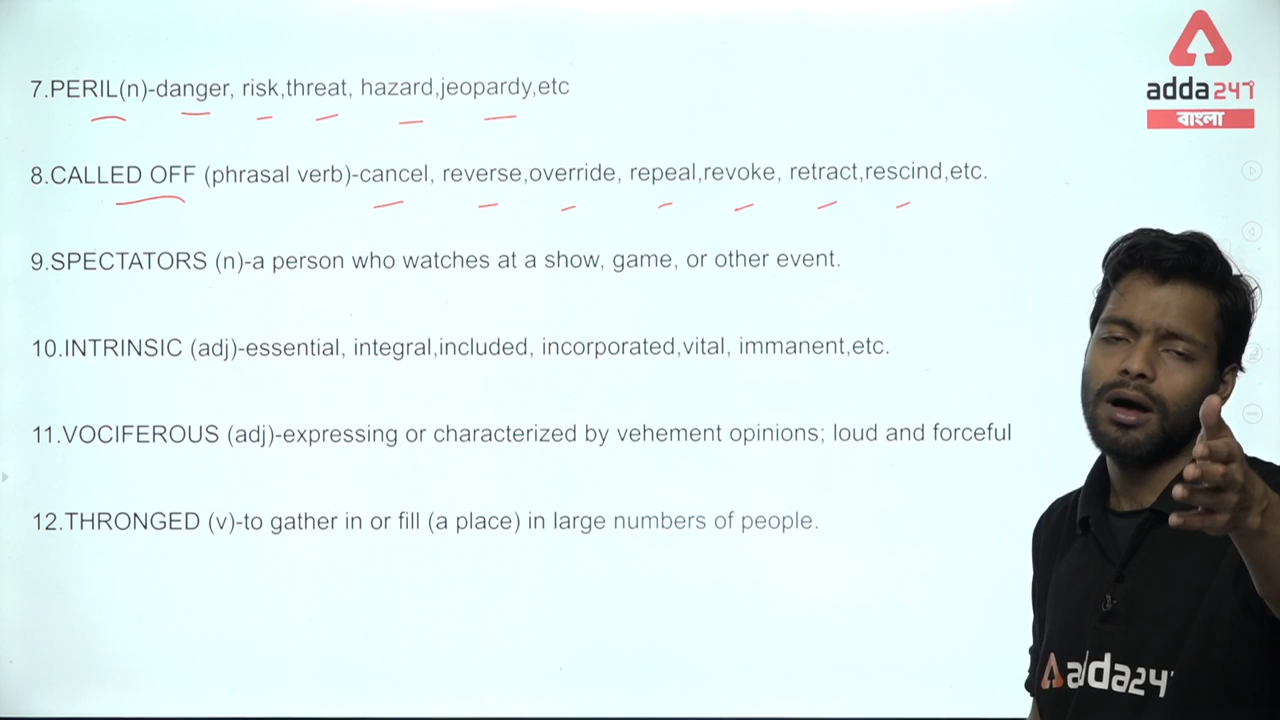 7.PERIL(n)-danger, risk,threat, hazard,jeopardy,etc
8.CALLED OFF (phrasal verb)-cancel, reverse,override, repeal,revoke, retract,rescind,etc.
9.SPECTATORS (n)-a person who watches at a show, game, or other event.
10.INTRINSIC (adj)-essential, integral,included, incorporated,vital, immanent,etc.
11.VOCIFEROUS (adj)-expressing or characterized by vehement opinions; loud and forceful
12.THRONGED (v)-to gather in or fill (a place) in large numbers of people.
adda247
বাংলা
adda247